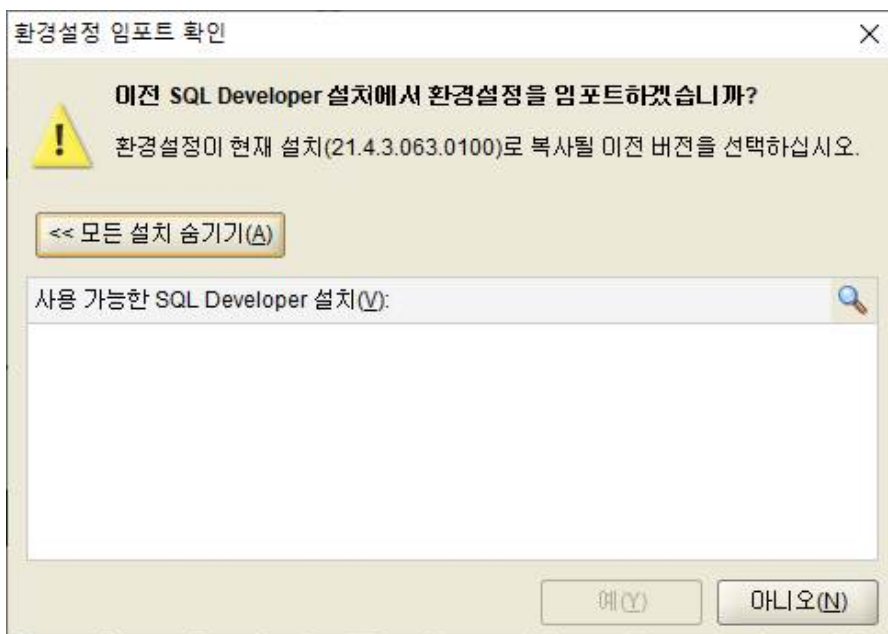 환경설정 임포트 확인
이전 SQL Developer 설치에서 환경설정을 임포트하겠습니까?
환경설정이 현재 설치(21.4.3.063.0100)로 복사될 이전 버전을 선택하십시오.
<< 모든 설치 숨기기(A)
사용 가능한 SQL Developer 설치(V):
예(Y)
아니오(N)